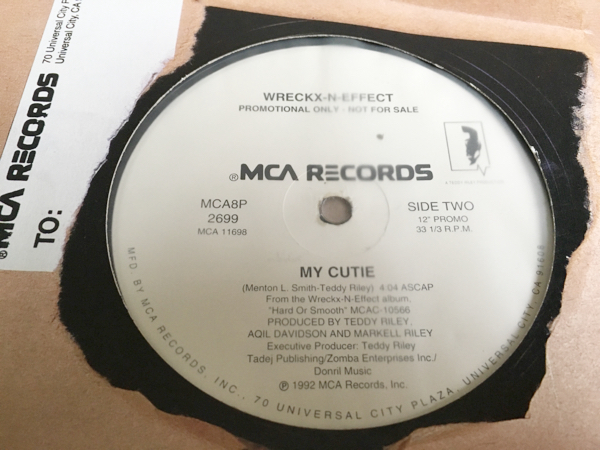 70 Universal City P
Universal City, CA
®MCA RECORDS
TO:
WRECKX-N-EFFECT
PROMOTIONAL ONLY - NOT FOR SALE
®MCA RECORDS
MCA8P
2699
MCA 11698
SIDE TWO
12" PROMO
33 1/3 R.P.M.
MY CUTIE
(Menton L. Smith-Teddy Riley) 4:04 ASCAP
From the Wreckx-N-Effect album.
"Hard Or Smooth" MCAC-10566
PRODUCED BY TEDDY RILEY,
AQIL DAVIDSON AND MARKELL RILEY
Executive Producer: Teddy Riley
Tadej Publishing/Zomba Enterprises Inc./
Donril Music
℗ 1992 MCA Records, Inc.
MFD. BY MCA RECORDS, INC., 70 UNIVERSAL CITY PLAZA, UNIVERSAL CITY, CA 91608